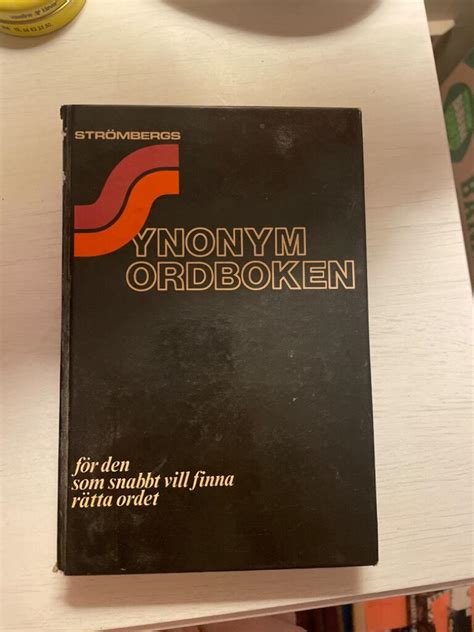 STRÖMBERGS
SYNONYM
ORDBOKEN
för den
som snabbt vill finna
rätta ordet